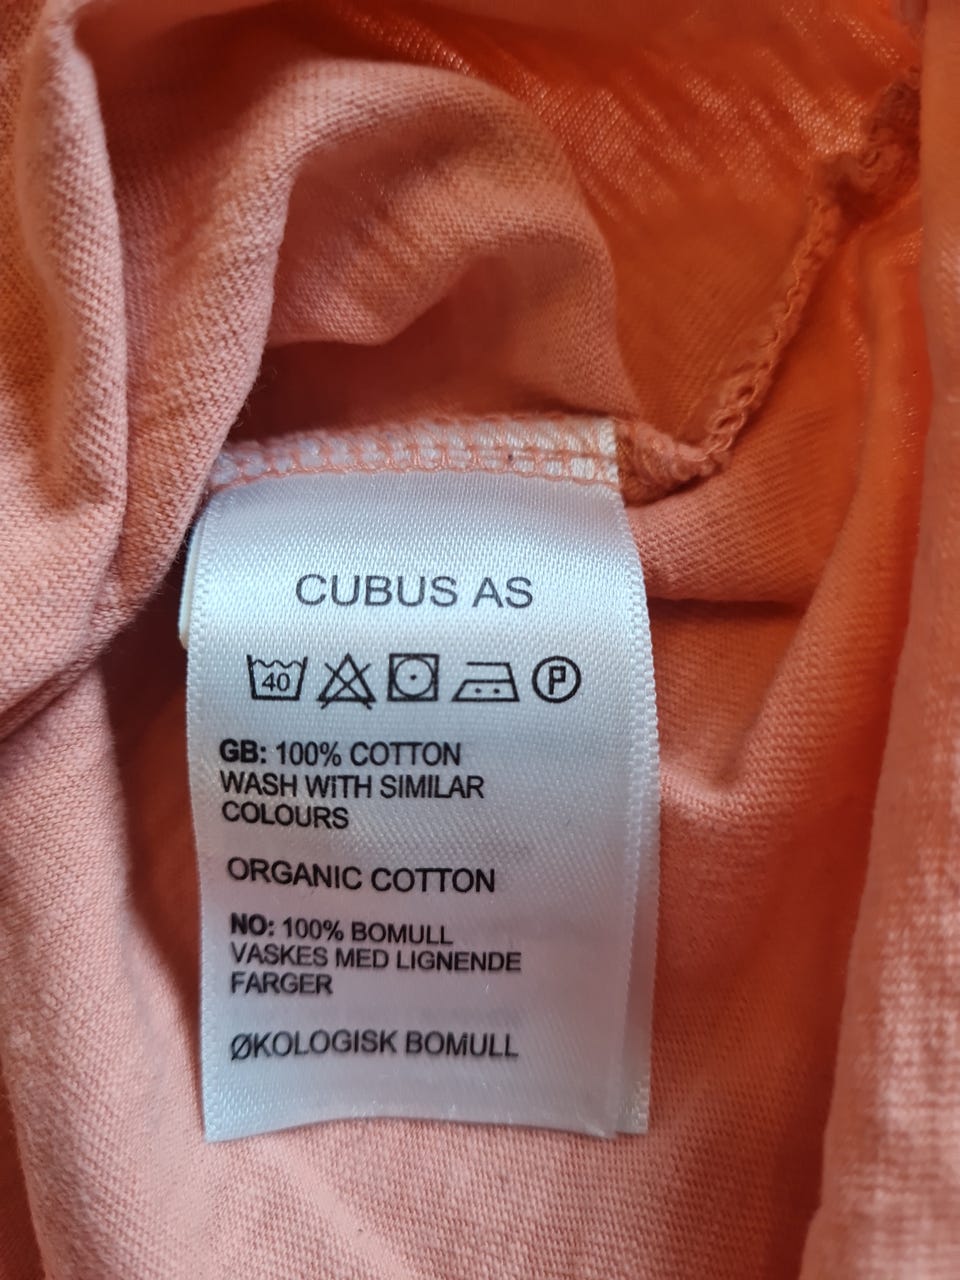 CUBUS AS
40 P
GB: 100% COTTON
WASH WITH SIMILAR
COLOURS
ORGANIC COTTON
NO: 100% BOMULL
VASKES MED LIGNENDE
FARGER
ØKOLOGISK BOMULL